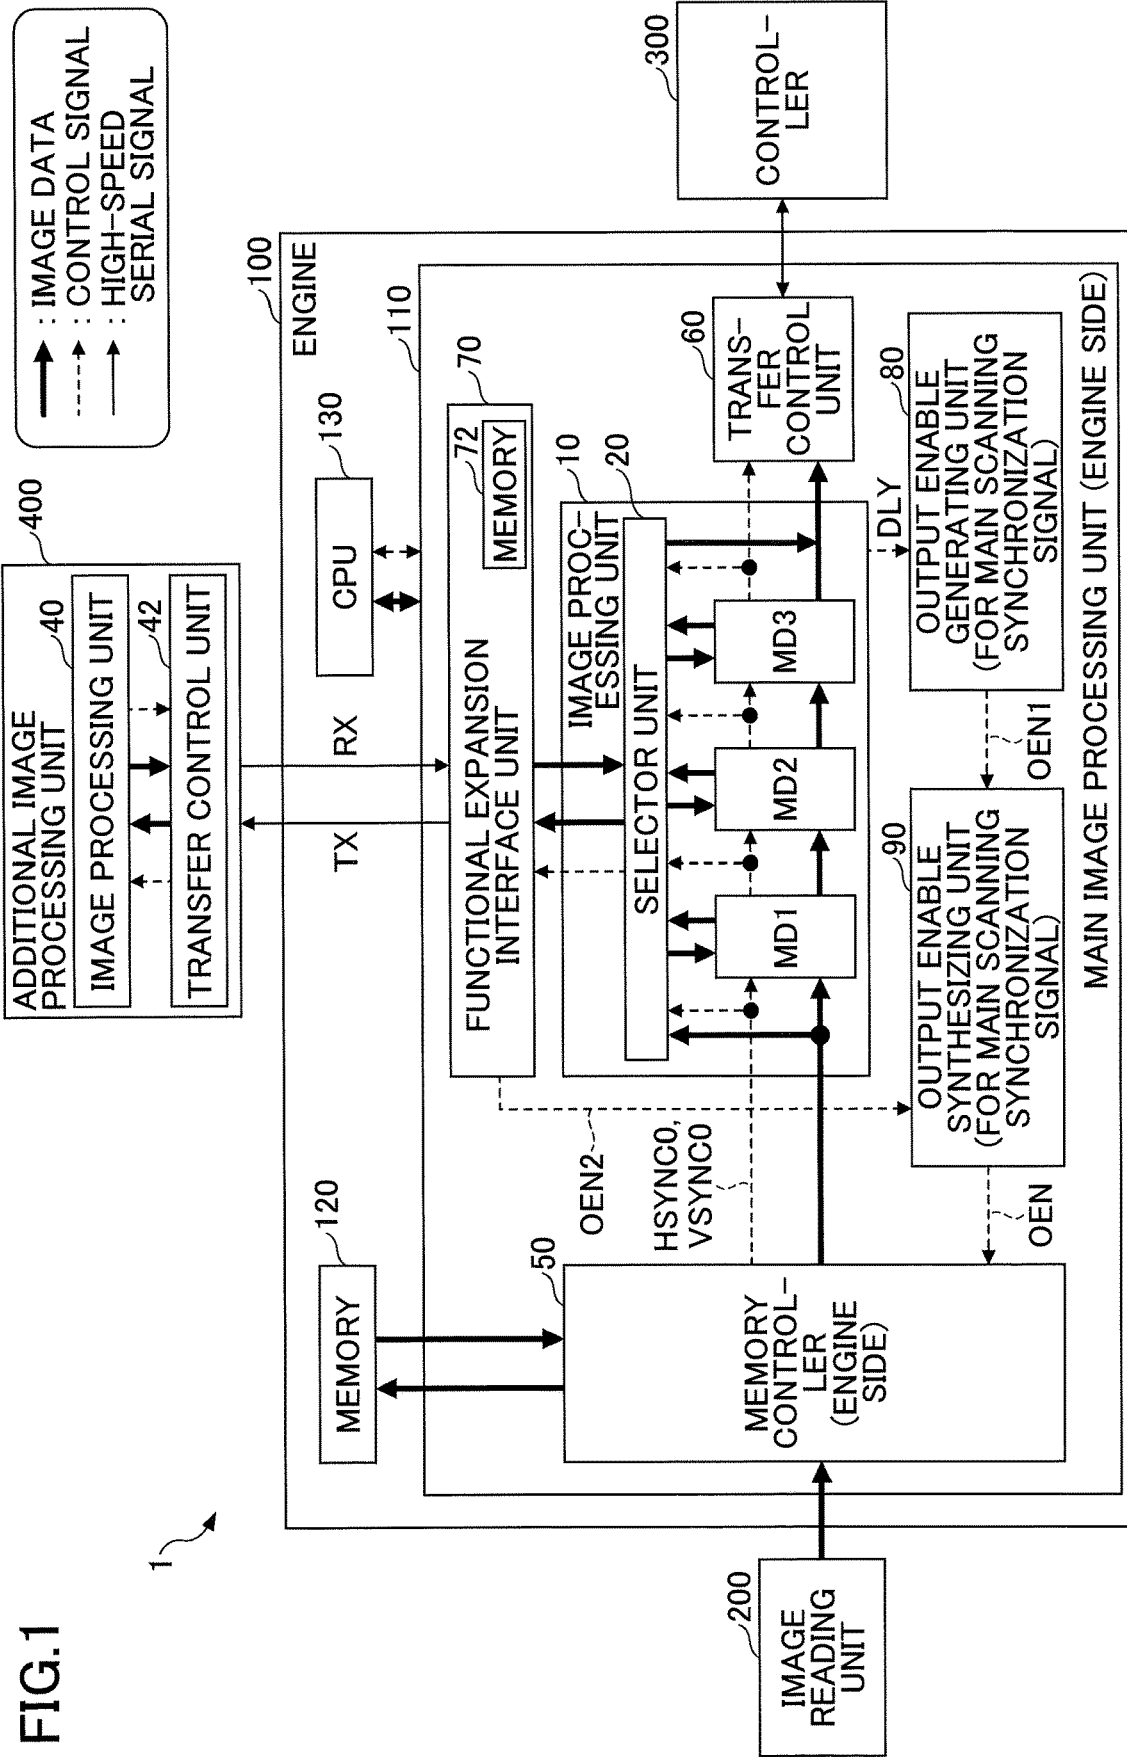 FIG.1
1
: IMAGE DATA
: CONTROL SIGNAL
: HIGH-SPEED
SERIAL SIGNAL
400
ADDITIONAL IMAGE
PROCESSING UNIT
40
IMAGE PROCESSING UNIT
42
TRANSFER CONTROL UNIT
TX
RX
100
ENGINE
120
MEMORY
130
CPU
110
70
FUNCTIONAL EXPANSION
INTERFACE UNIT
72
MEMORY
OEN2
10
IMAGE PROC-
ESSING UNIT
20
SELECTOR UNIT
HSYNC0,
VSYNC0
MD1
MD2
MD3
50
MEMORY
CONTROL-
LER
(ENGINE
SIDE)
60
TRANS-
FER
CONTROL
UNIT
200
IMAGE
READING
UNIT
300
CONTROL-
LER
DLY
80
OUTPUT ENABLE
GENERATING UNIT
(FOR MAIN SCANNING
SYNCHRONIZATION
SIGNAL)
OEN1
90
OUTPUT ENABLE
SYNTHESIZING UNIT
(FOR MAIN SCANNING
SYNCHRONIZATION
SIGNAL)
OEN
MAIN IMAGE PROCESSING UNIT (ENGINE SIDE)